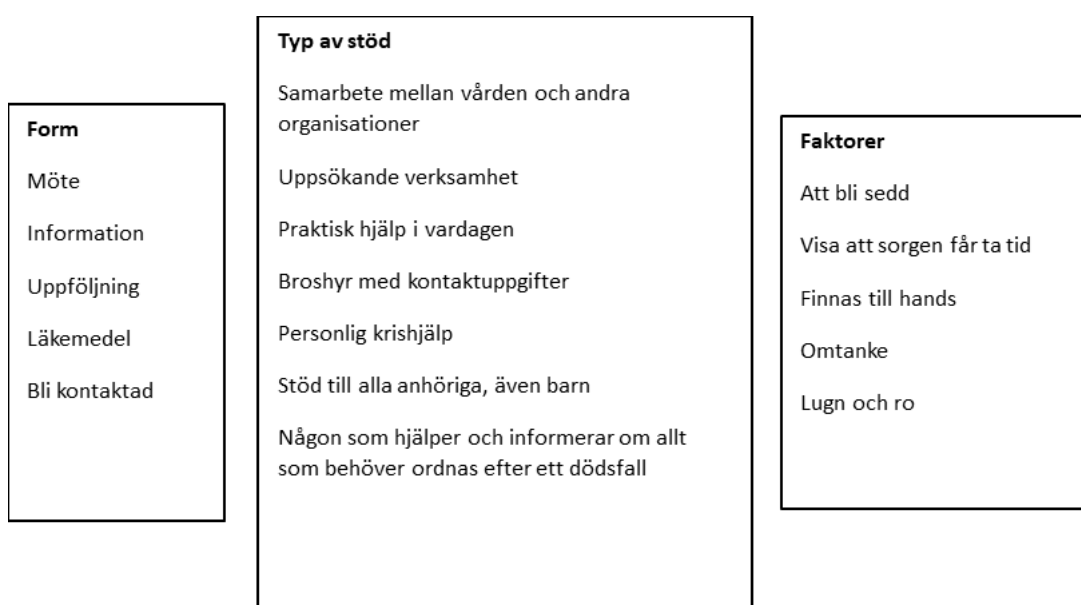 Form
Möte
Information
Uppföljning
Läkemedel
Bli kontaktad
Typ av stöd
Samarbete mellan vården och andra
organisationer
Uppsökande verksamhet
Praktisk hjälp i vardagen
Broshyr med kontaktuppgifter
Personlig krishjälp
Stöd till alla anhöriga, även barn
Någon som hjälper och informerar om allt
som behöver ordnas efter ett dödsfall
Faktorer
Att bli sedd
Visa att sorgen får ta tid
Finnas till hands
Omtanke
Lugn och ro